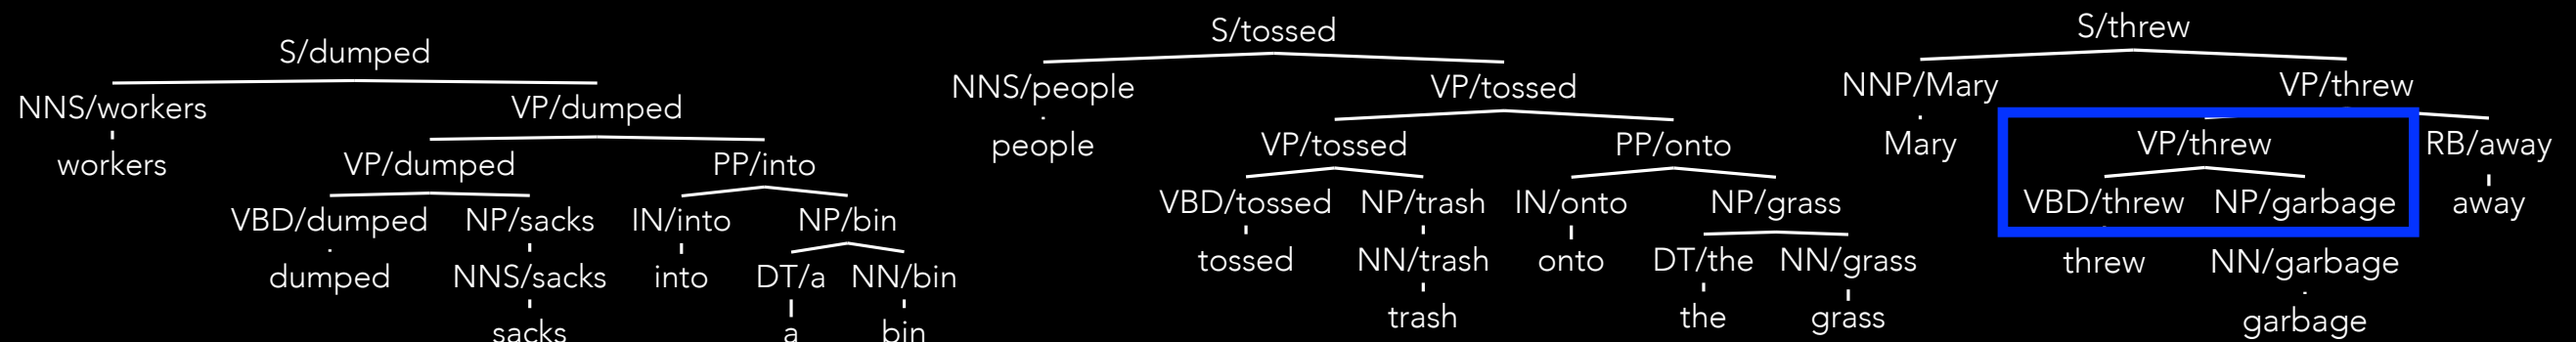 S/dumped
NNS/workers VP/dumped
workers VP/dumped PP/into
VBD/dumped NP/sacks IN/into NP/bin
dumped NNS/sacks into DT/a NN/bin
sacks a bin
S/tossed
NNS/people VP/tossed
people VP/tossed PP/onto
VBD/tossed NP/trash IN/onto NP/grass
tossed NN/trash onto DT/the NN/grass
trash the grass
S/threw
NNP/Mary VP/threw
Mary VP/threw RB/away
VBD/threw NP/garbage away
threw NN/garbage
garbage